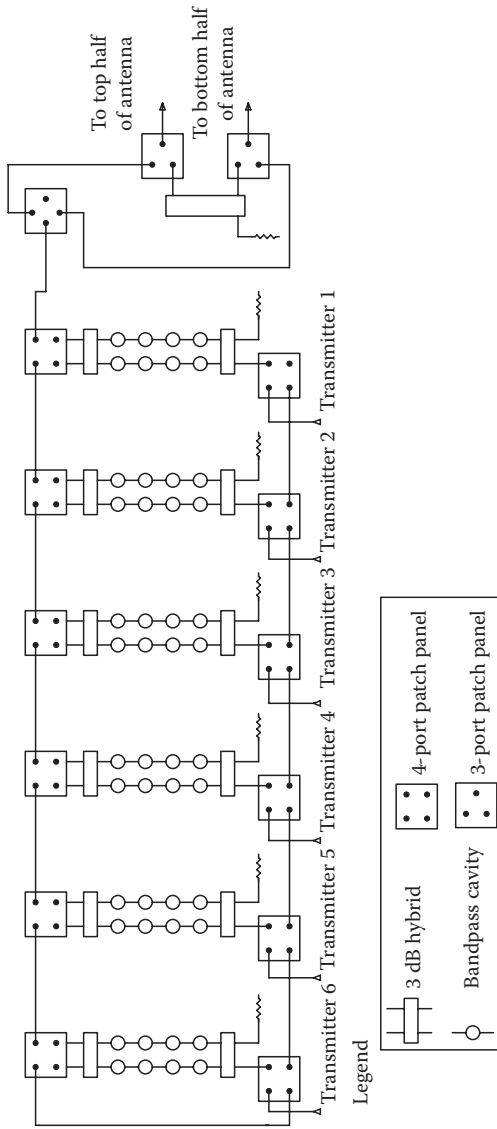 To top half
of antenna
To bottom half
of antenna
Transmitter 6
Transmitter 5
Transmitter 4
Transmitter 3
Transmitter 2
Transmitter 1
Legend
3 dB hybrid
4-port patch panel
Bandpass cavity
3-port patch panel